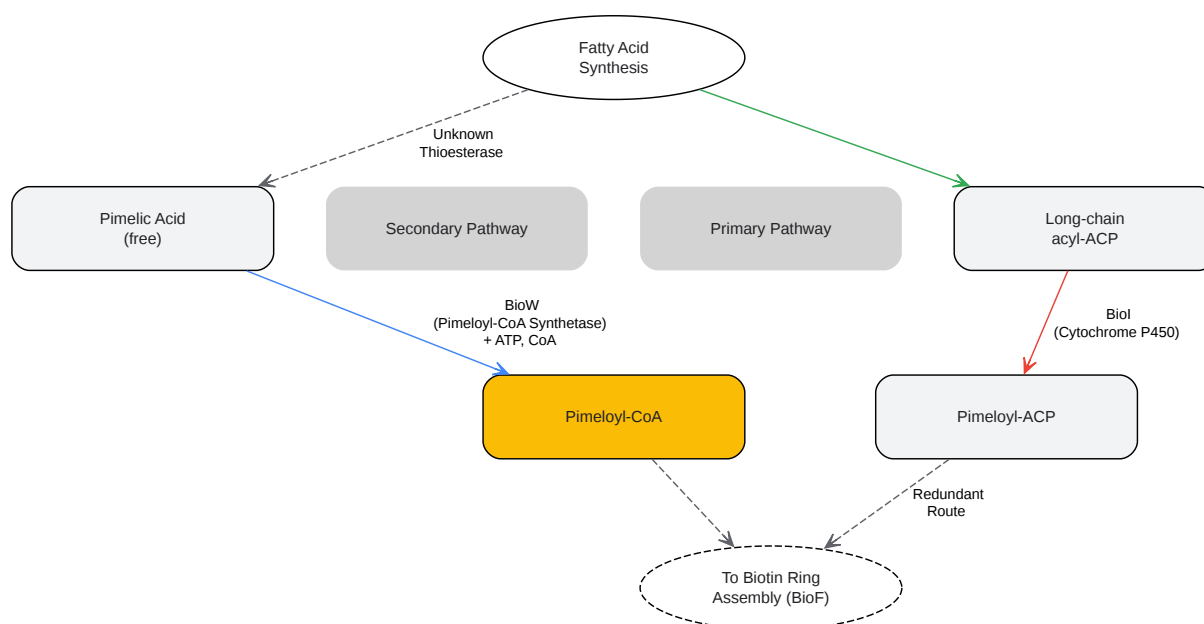 Fatty Acid
Synthesis
Unknown
Thioesterase
Pimelic Acid
(free)
Secondary Pathway
Primary Pathway
Long-chain
acyl-ACP
BioW
(Pimeloyl-CoA Synthetase)
+ ATP, CoA
BioI
(Cytochrome P450)
Pimeloyl-CoA
Pimeloyl-ACP
Redundant
Route
To Biotin Ring
Assembly (BioF)